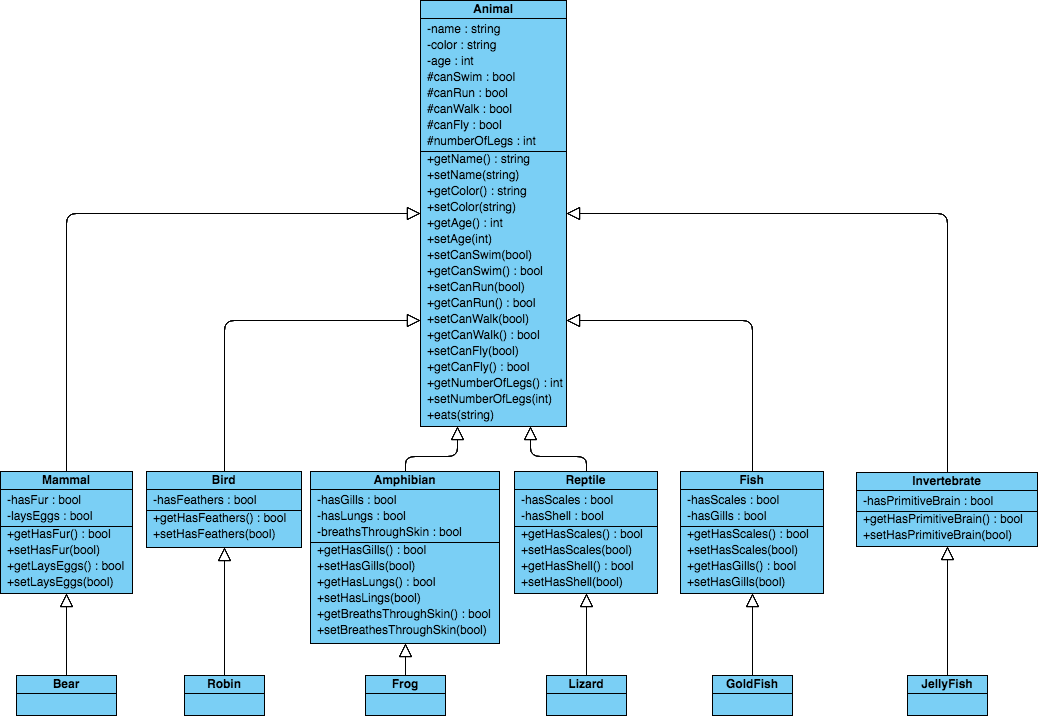 Animal
-name : string
-color : string
-age : int
#canSwim : bool
#canRun : bool
#canWalk : bool
#canFly : bool
#numberOfLegs : int
+getName() : string
+setName(string)
+getColor() : string
+setColor(string)
+getAge() : int
+setAge(int)
+setCanSwim(bool)
+getCanSwim() : bool
+setCanRun(bool)
+getCanRun() : bool
+setCanWalk(bool)
+getCanWalk() : bool
+setCanFly(bool)
+getCanFly() : bool
+getNumberOfLegs() : int
+setNumberOfLegs(int)
+eats(string)
Mammal
-hasFur : bool
-laysEggs : bool
+getHasFur() : bool
+setHasFur(bool)
+getLaysEggs() : bool
+setLaysEggs(bool)
Bird
-hasFeathers : bool
+getHasFeathers() : bool
+setHasFeathers(bool)
Amphibian
-hasGills : bool
-hasLungs : bool
-breathsThroughSkin : bool
+getHasGills() : bool
+setHasGills(bool)
+getHasLungs() : bool
+setHasLings(bool)
+getBreathsThroughSkin() : bool
+setBreathesThroughSkin(bool)
Reptile
-hasScales : bool
-hasShell : bool
+getHasScales() : bool
+setHasScales(bool)
+getHasShell() : bool
+setHasShell(bool)
Fish
-hasScales : bool
-hasGills : bool
+getHasScales() : bool
+setHasScales(bool)
+getHasGills() : bool
+setHasGills(bool)
Invertebrate
-hasPrimitiveBrain : bool
+getHasPrimitiveBrain() : bool
+setHasPrimitiveBrain(bool)
Bear
Robin
Frog
Lizard
GoldFish
JellyFish